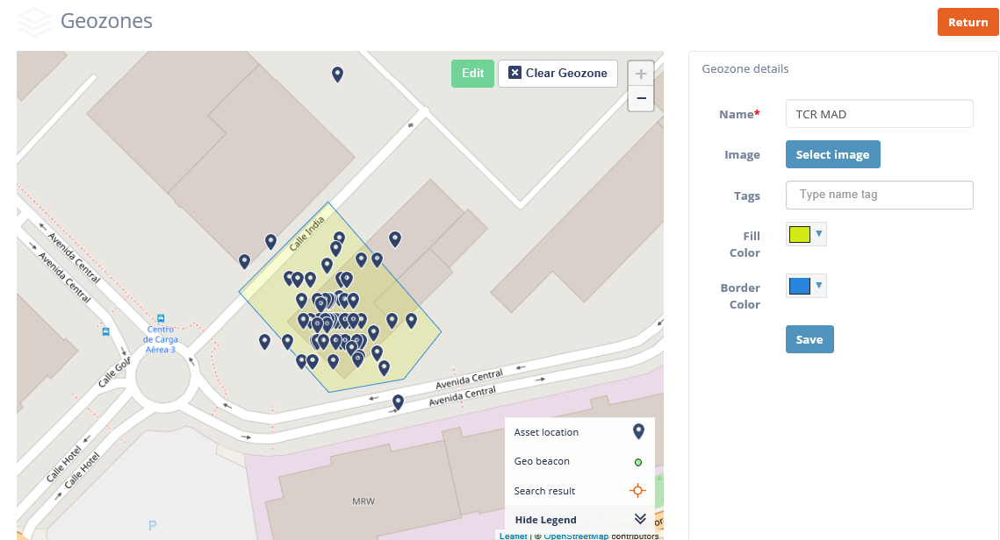 Geozones
Return
Edit
Clear Geozone
+
−
Calle India
Avenida Central
Avenida Central
Centro
de Carga
Aérea 3
Calle Golf
Avenida Central
Avenida Central
Calle Hotel
Calle Hotel
MRW
P
Asset location
Geo beacon
Search result
Hide Legend
Leaflet | © OpenStreetMap contributors
Geozone details
Name*
TCR MAD
Image
Select image
Tags
Type name tag
Fill
Color
Border
Color
Save